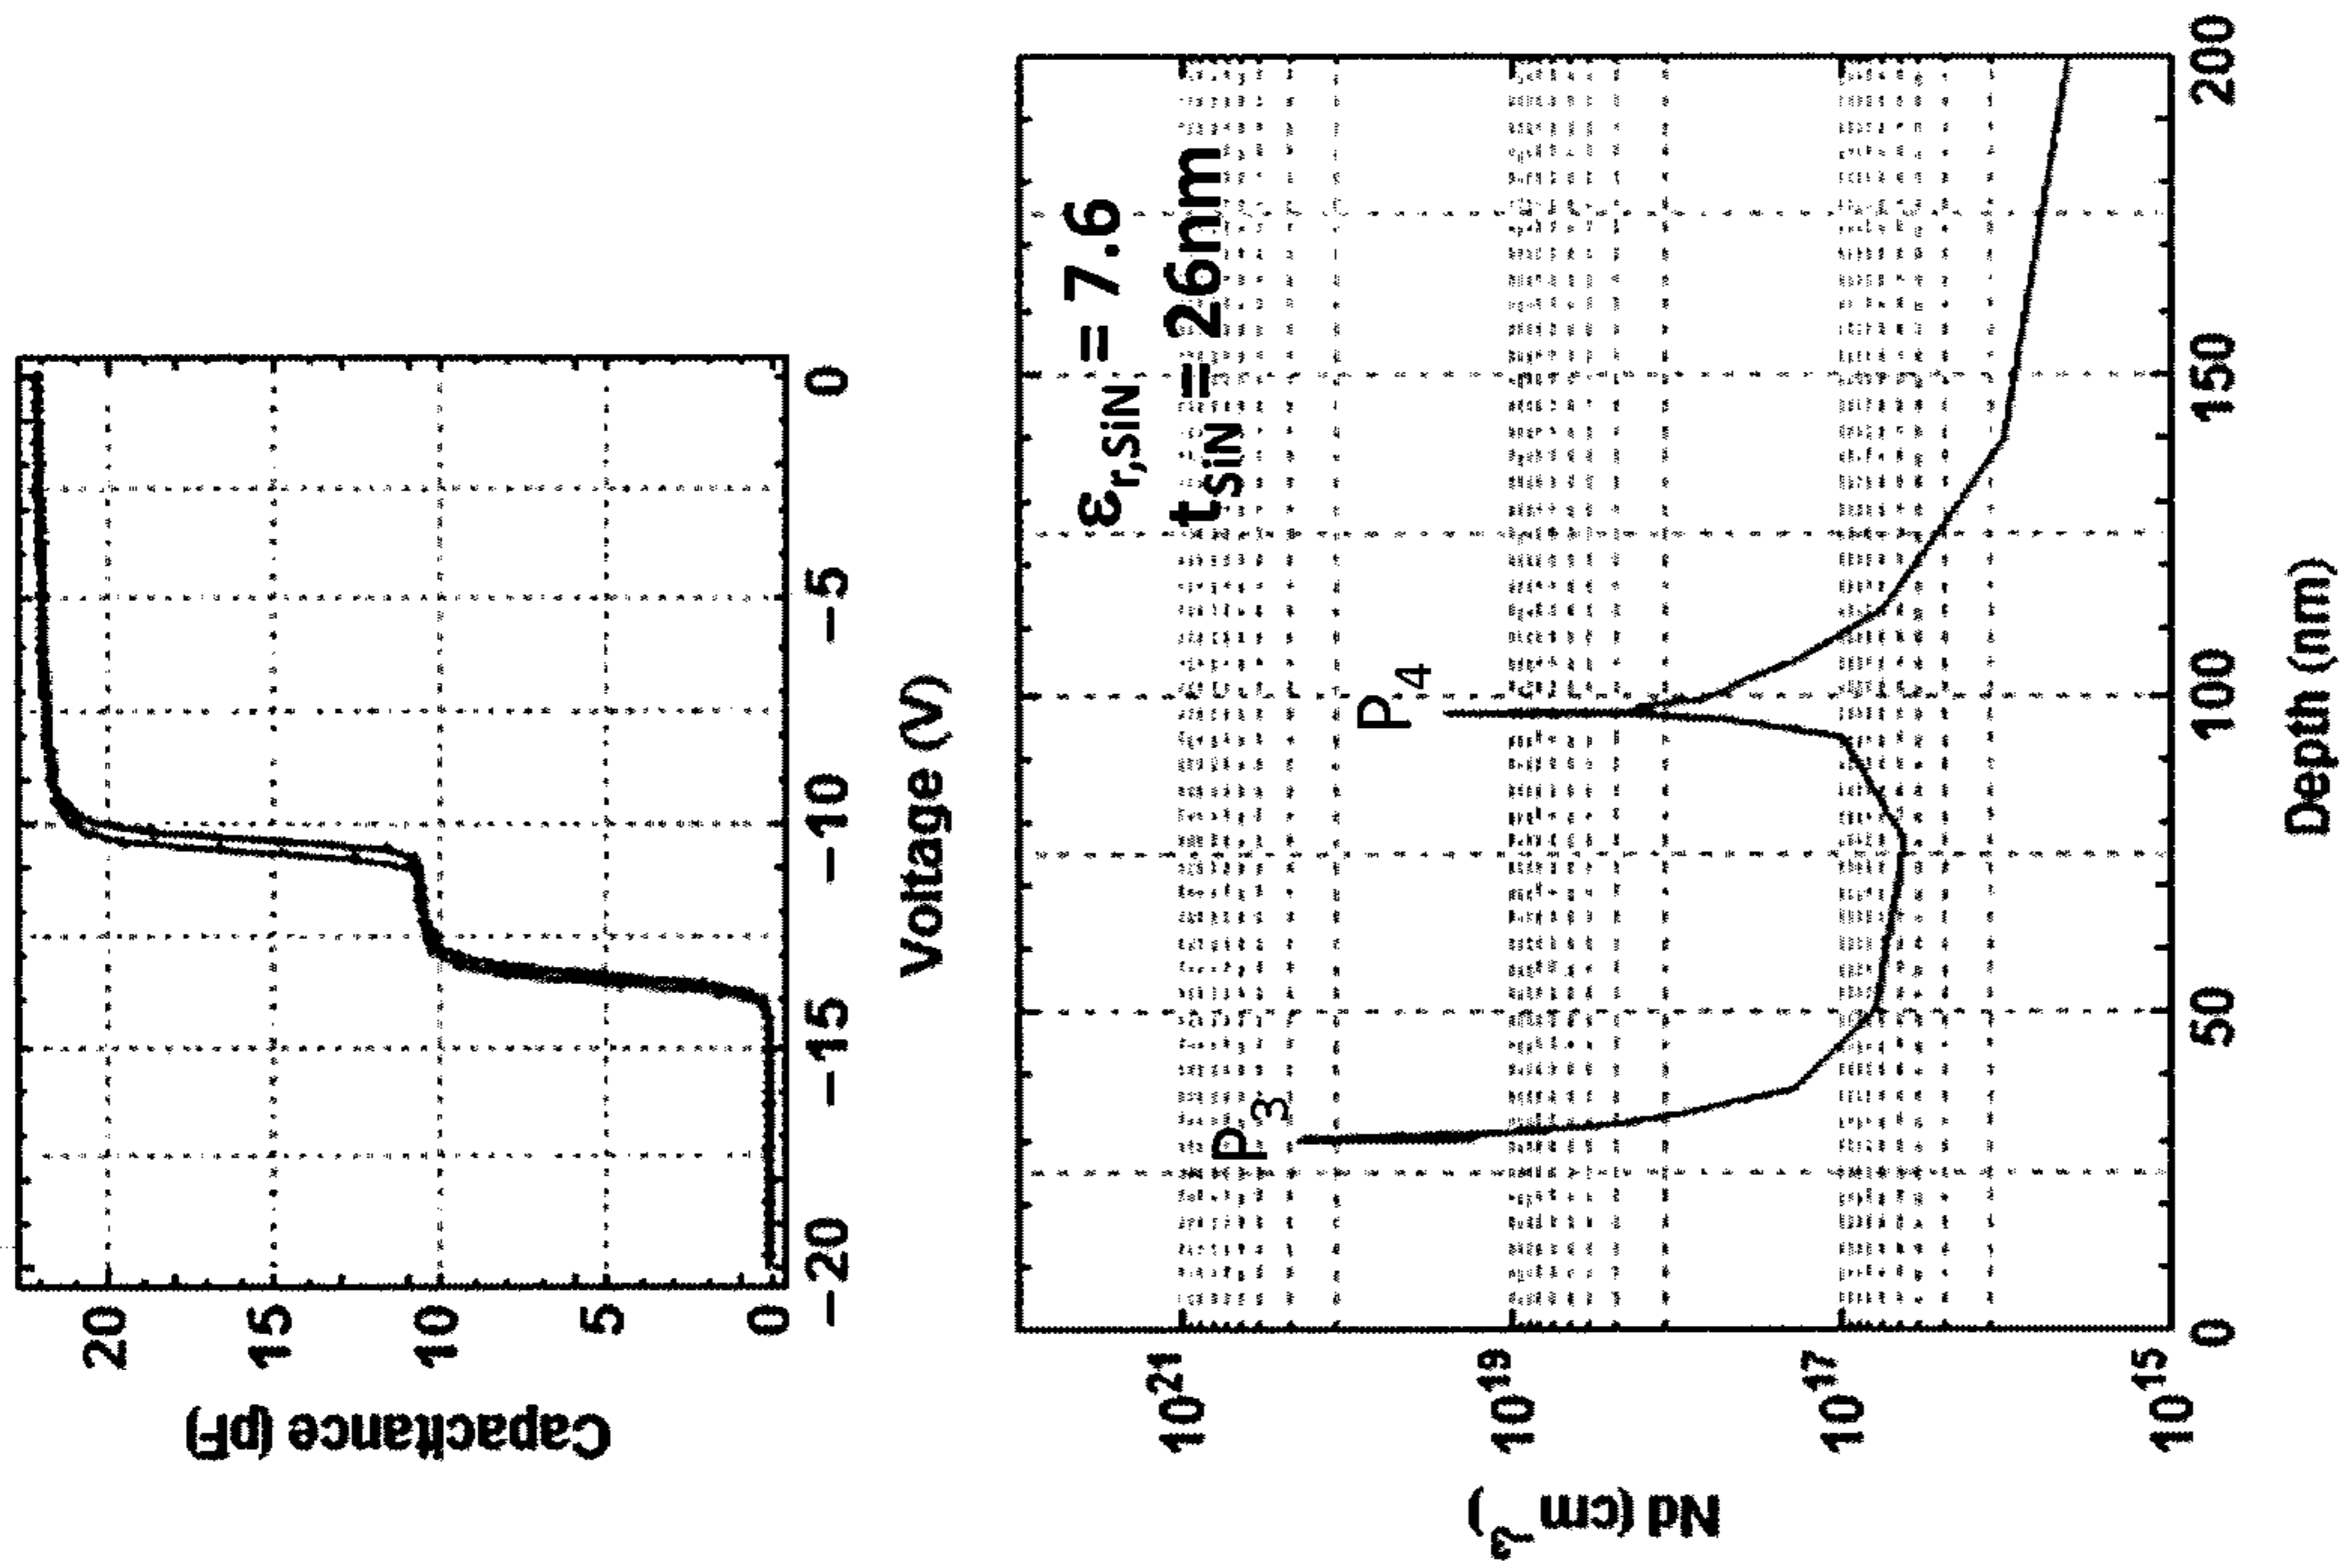 Capacitance (pF)
20
15
10
5
0
−20
−15
−10
−5
0
Voltage (V)
Nd (cm⁻³)
10²¹
10¹⁹
10¹⁷
10¹⁵
P₃
P₄
εr,SiN = 7.6
tSiN = 26nm
0
50
100
150
200
Depth (nm)